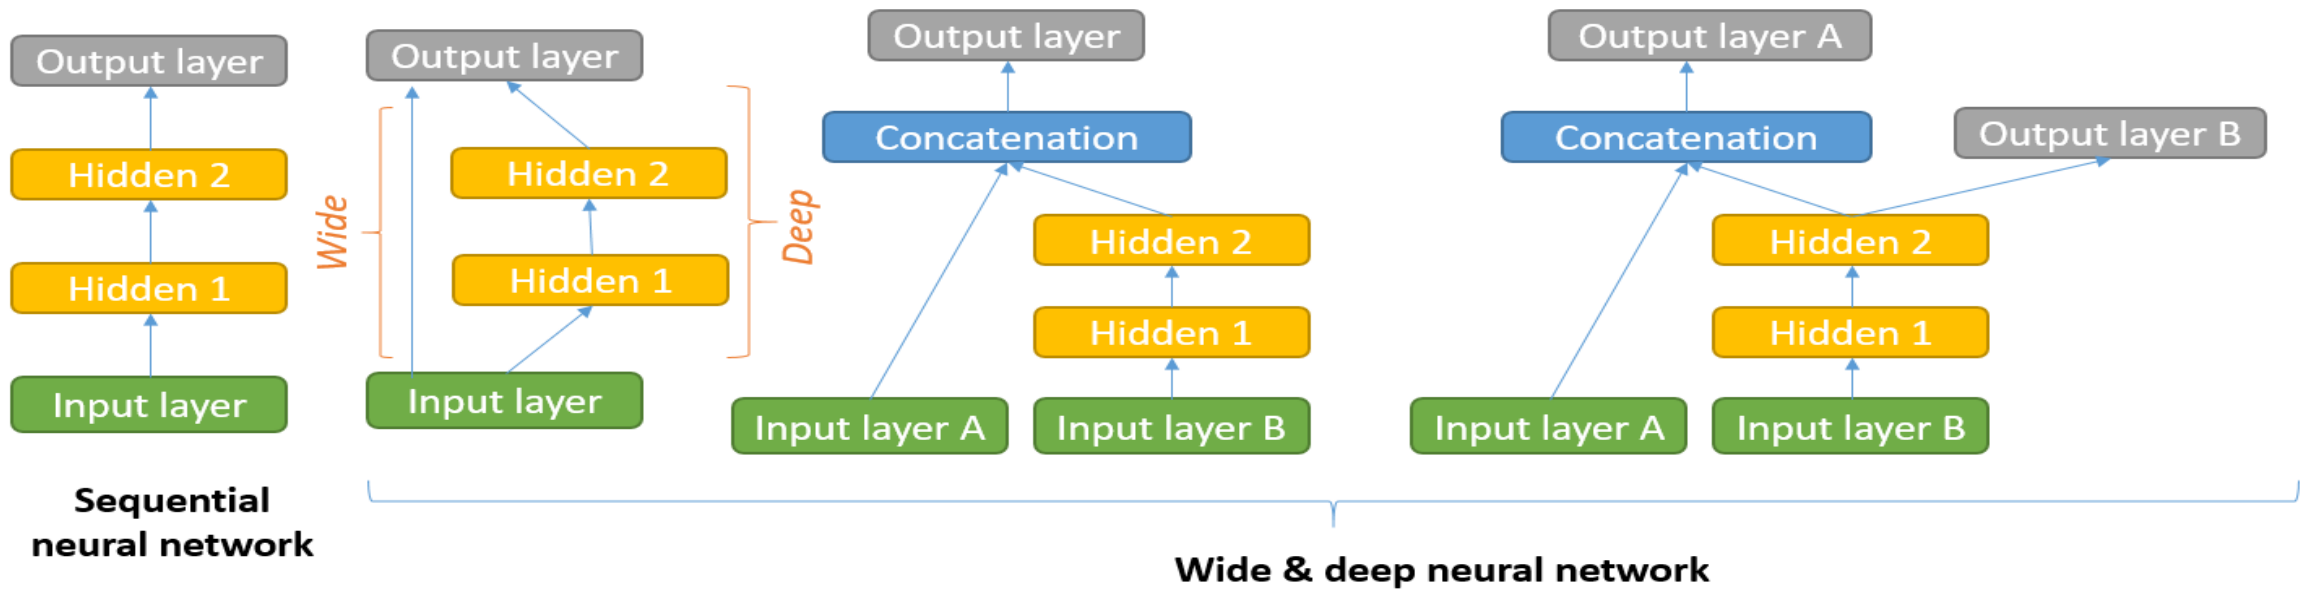 Output layer
Hidden 2
Hidden 1
Input layer
Sequential
neural network
Output layer
Wide
Hidden 2
Deep
Hidden 1
Input layer
Output layer
Concatenation
Hidden 2
Hidden 1
Input layer A
Input layer B
Output layer A
Concatenation
Output layer B
Hidden 2
Hidden 1
Input layer A
Input layer B
Wide & deep neural network